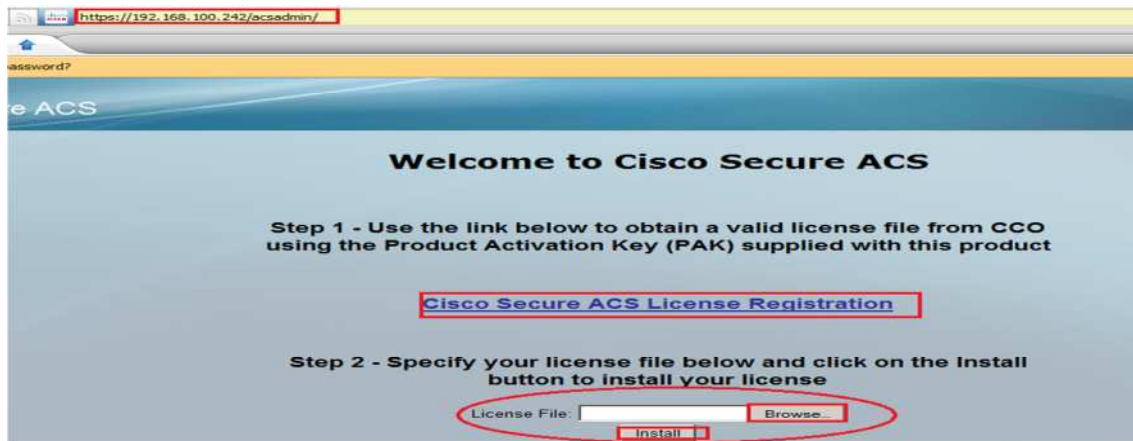 https://192.168.100.242/acsadmin/
password?
re ACS
Welcome to Cisco Secure ACS
Step 1 - Use the link below to obtain a valid license file from CCO
using the Product Activation Key (PAK) supplied with this product
Cisco Secure ACS License Registration
Step 2 - Specify your license file below and click on the Install
button to install your license
License File: Browse...
Install